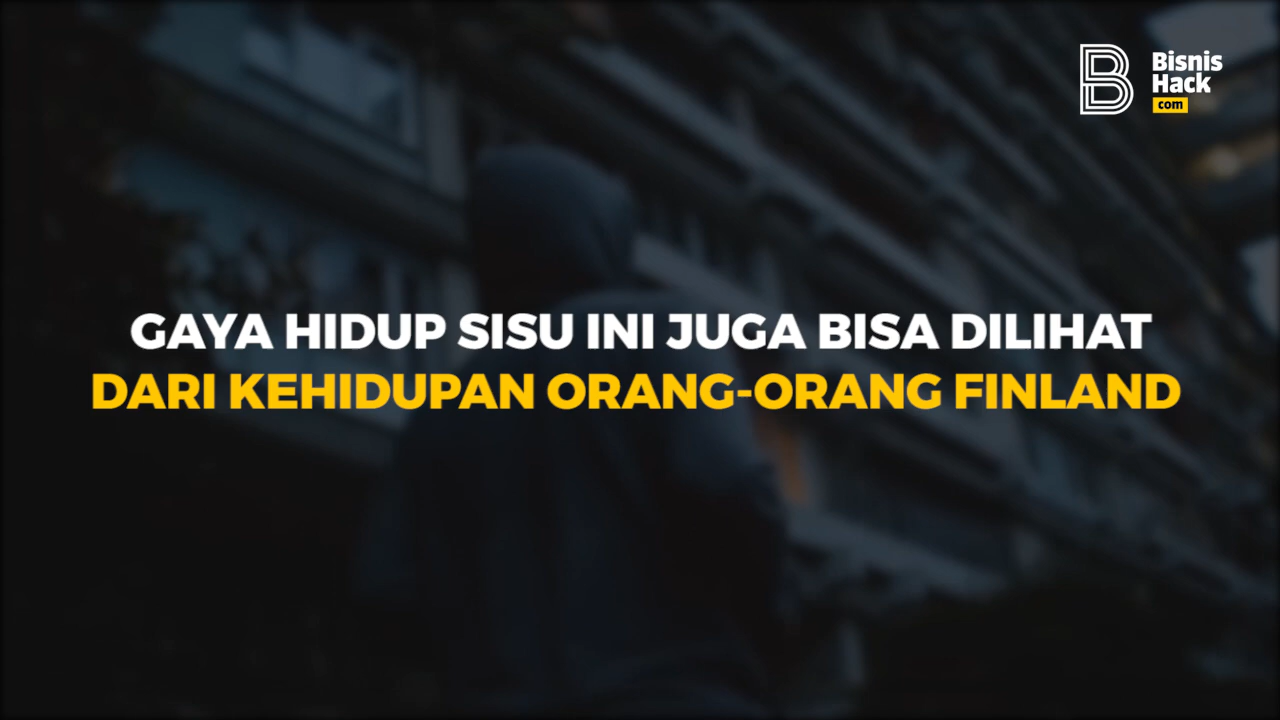 Bisnis
Hack
com
GAYA HIDUP SISU INI JUGA BISA DILIHAT
DARI KEHIDUPAN ORANG-ORANG FINLAND